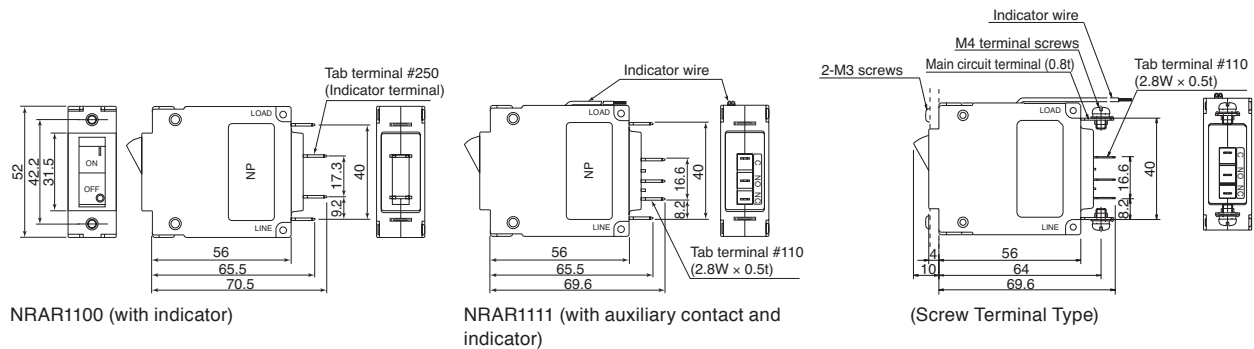 Tab terminal #250
(Indicator terminal)
52
42.2
31.5
ON
OFF
LOAD
NP
LINE
17.3
9.2
40
56
65.5
70.5
NRAR1100 (with indicator)
Indicator wire
LOAD
NP
LINE
16.6
8.2
40
C
NO
NC
Tab terminal #110
(2.8W × 0.5t)
56
65.5
69.6
NRAR1111 (with auxiliary contact and
indicator)
Indicator wire
M4 terminal screws
2-M3 screws
Main circuit terminal (0.8t)
Tab terminal #110
(2.8W × 0.5t)
LOAD
LINE
16.6
8.2
40
C
NO
NC
4
10
56
64
69.6
(Screw Terminal Type)